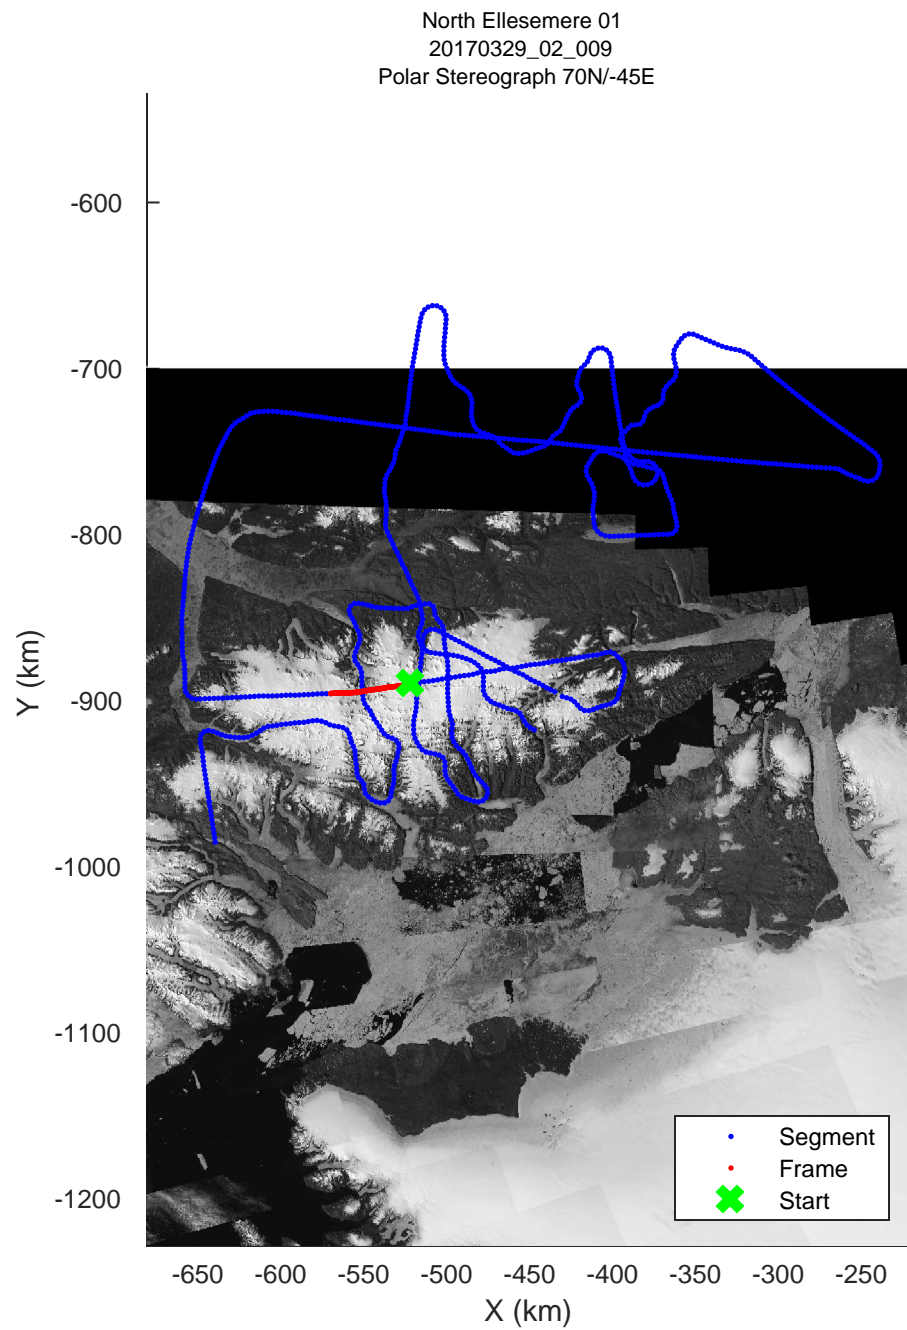 North Ellesemere 01
20170329_02_009
Polar Stereograph 70N/-45E
-600
-700
-800
-900
-1000
-1100
-1200
Y (km)
Segment
Frame
Start
-650 -600 -550 -500 -450 -400 -350 -300 -250
X (km)